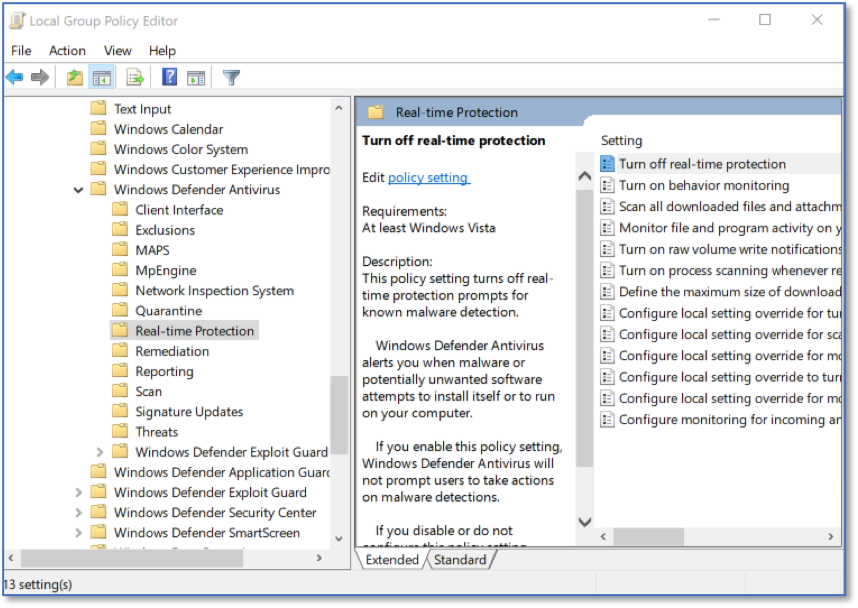 Local Group Policy Editor
File Action View Help
Text Input
Windows Calendar
Windows Color System
Windows Customer Experience Impro
Windows Defender Antivirus
Client Interface
Exclusions
MAPS
MpEngine
Network Inspection System
Quarantine
Real-time Protection
Remediation
Reporting
Scan
Signature Updates
Threats
Windows Defender Exploit Guard
Windows Defender Application Guard
Windows Defender Exploit Guard
Windows Defender Security Center
Windows Defender SmartScreen
Real-time Protection
Turn off real-time protection
Edit policy setting
Requirements:
At least Windows Vista
Description:
This policy setting turns off real-
time protection prompts for
known malware detection.
Windows Defender Antivirus
alerts you when malware or
potentially unwanted software
attempts to install itself or to run
on your computer.
If you enable this policy setting,
Windows Defender Antivirus will
not prompt users to take actions
on malware detections.
If you disable or do not
configure this policy setting
Setting
Turn off real-time protection
Turn on behavior monitoring
Scan all downloaded files and attachm
Monitor file and program activity on y
Turn on raw volume write notifications
Turn on process scanning whenever re
Define the maximum size of download
Configure local setting override for tur
Configure local setting override for sca
Configure local setting override for mo
Configure local setting override to turn
Configure local setting override for mo
Configure monitoring for incoming an
Extended Standard
13 setting(s)